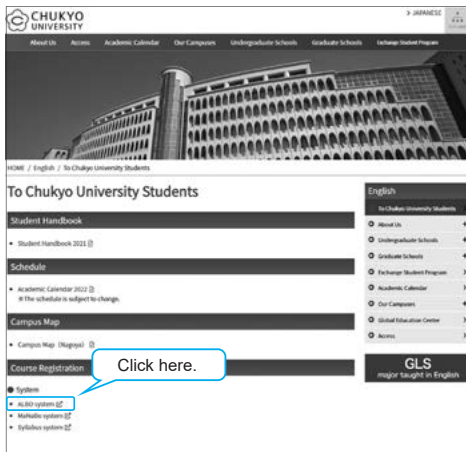 CHUKYO
UNIVERSITY
> JAPANESE
About Us Access Academic Calendar Our Campuses Undergraduate Schools Graduate Schools Exchange Student Program
HOME / English / To Chukyo University Students
To Chukyo University Students
Student Handbook
Student Handbook 2021
Schedule
Academic Calendar 2022
※The schedule is subject to change.
Campus Map
Campus Map (Nagoya)
Course Registration
Click here.
System
ALBO system
MaNaBo system
Syllabus system
English
To Chukyo University Students
About Us
Undergraduate Schools
Graduate Schools
Exchange Student Program
Academic Calendar
Our Campuses
Global Education Center
Access
GLS
major taught in English